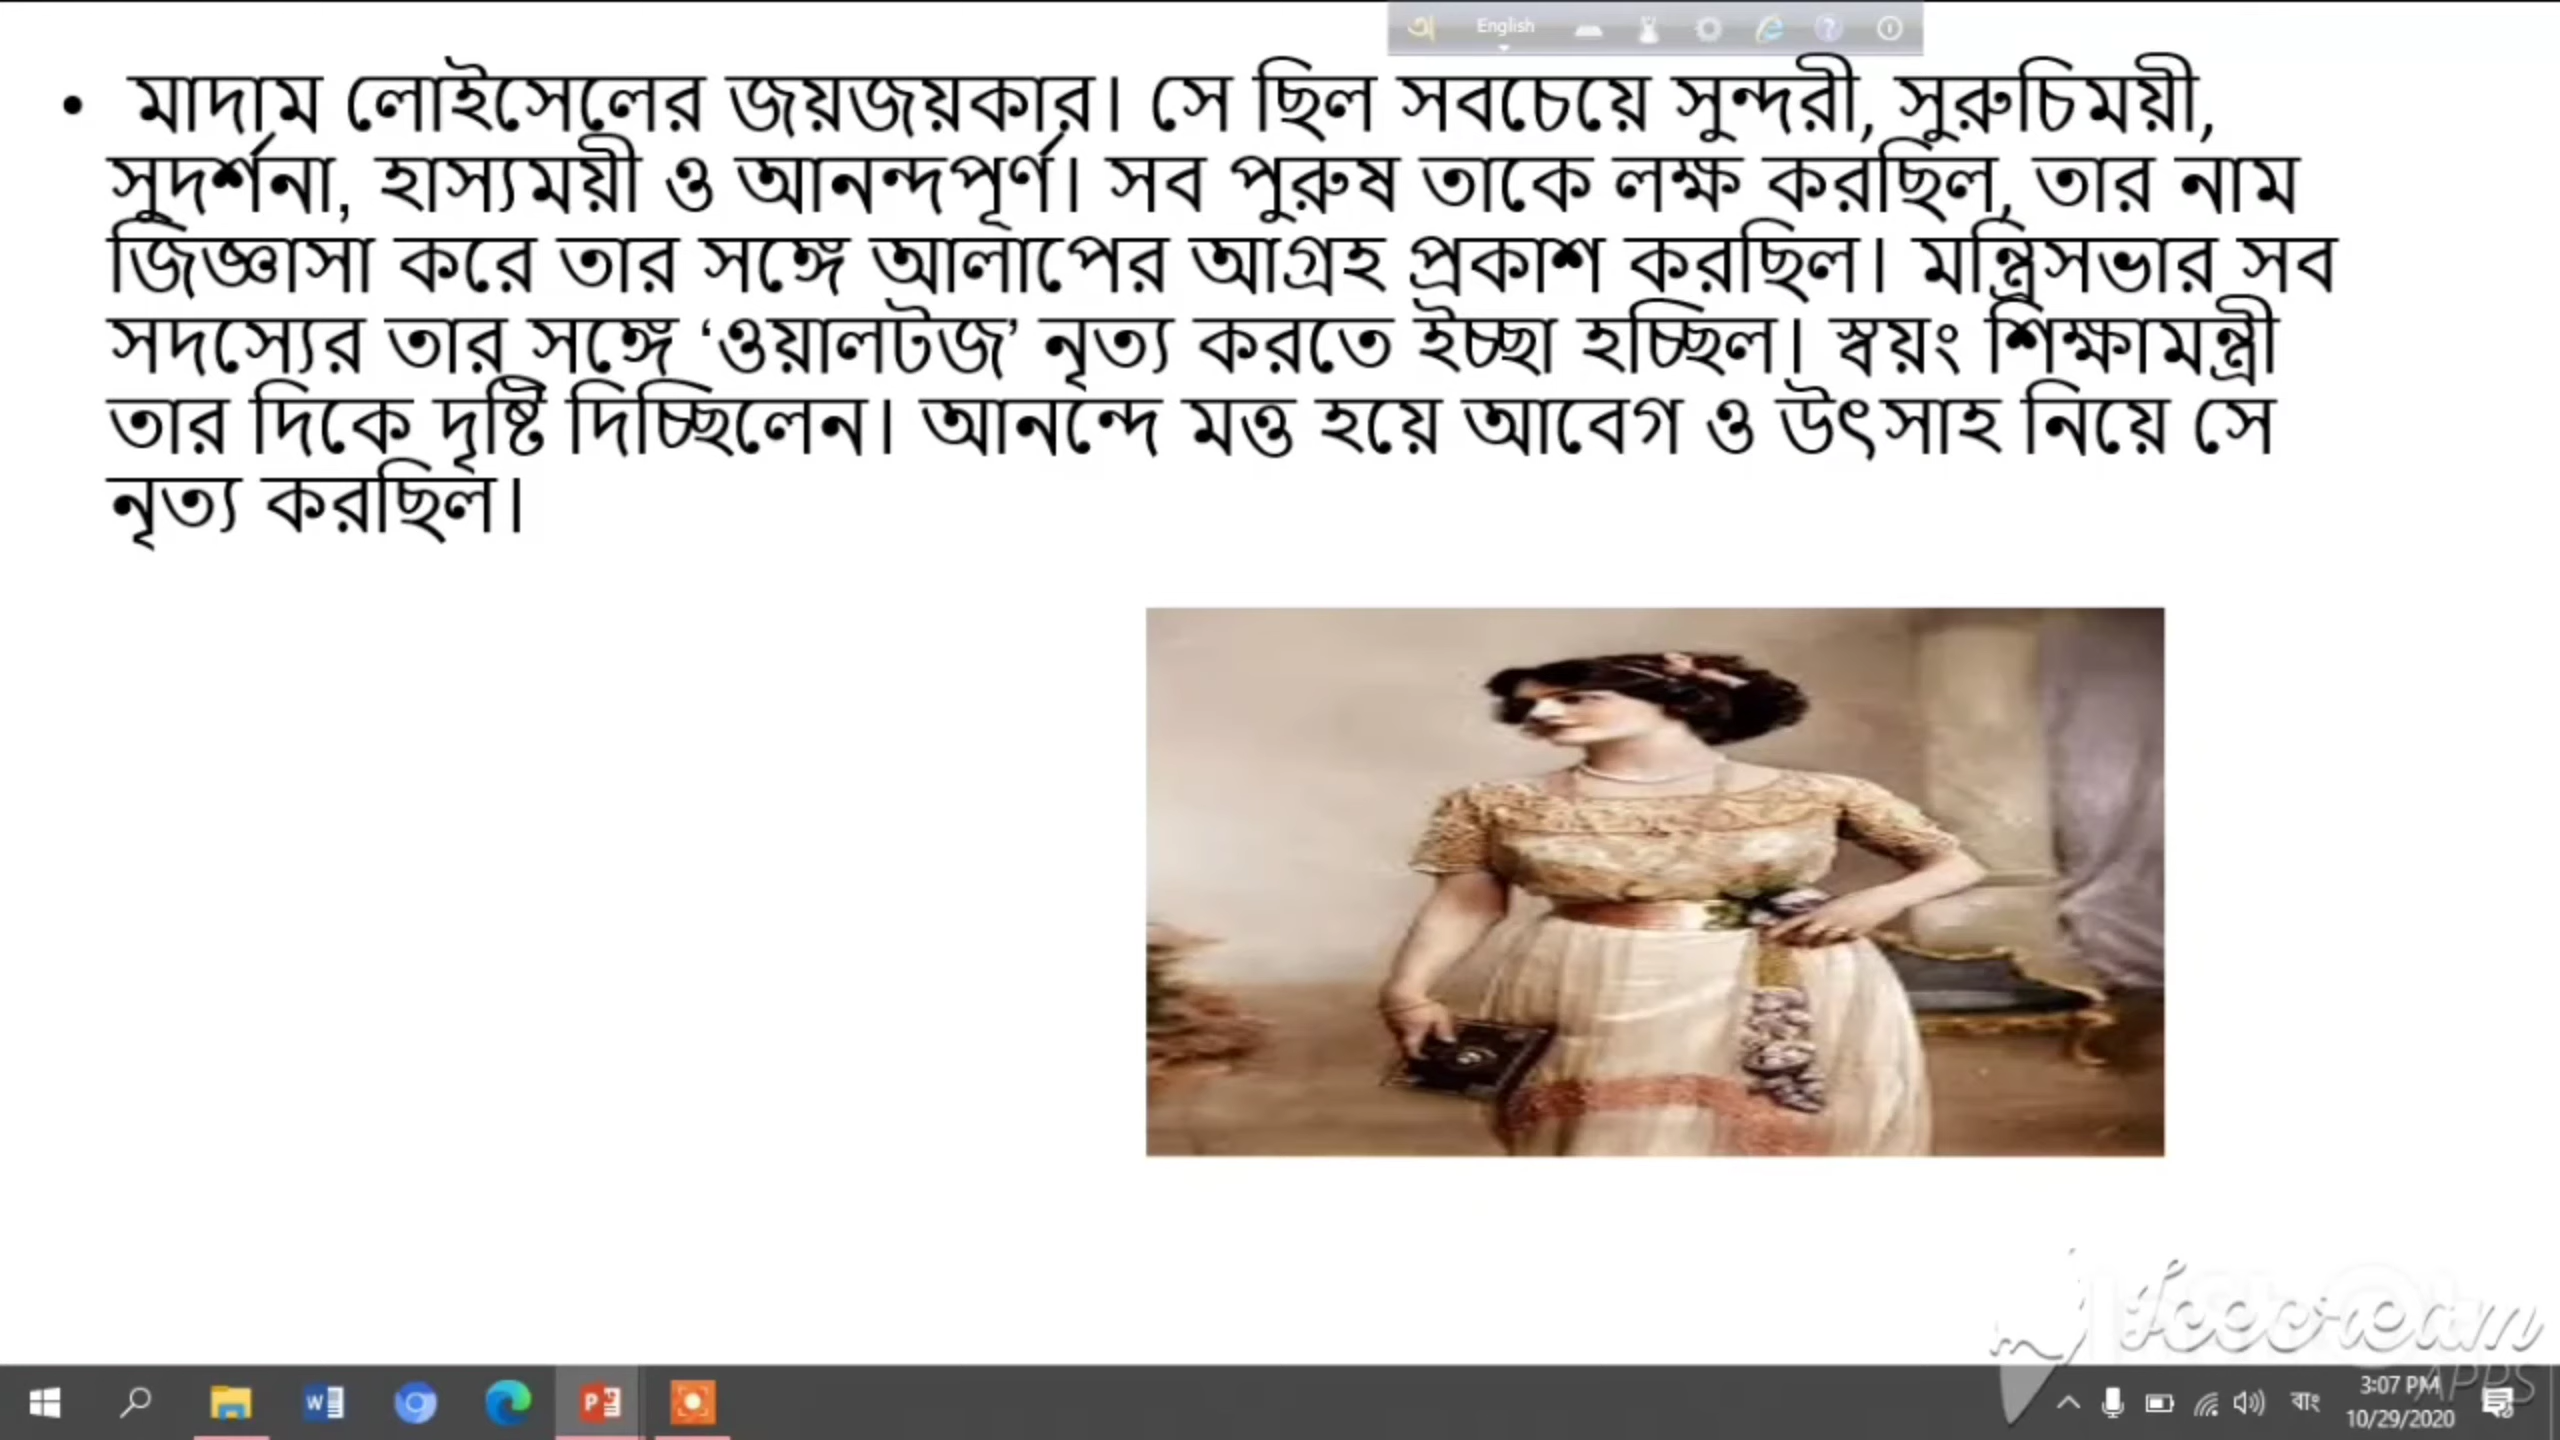 English
• মাদাম লোইসেলের জয়জয়কার। সে ছিল সবচেয়ে সুন্দরী, সুরুচিময়ী,
সুদর্শনা, হাস্যময়ী ও আনন্দপূর্ণ। সব পুরুষ তাকে লক্ষ করছিল, তার নাম
জিজ্ঞাসা করে তার সঙ্গে আলাপের আগ্রহ প্রকাশ করছিল। মন্ত্রিসভার সব
সদস্যের তার সঙ্গে ‘ওয়ালটজ’ নৃত্য করতে ইচ্ছা হচ্ছিল। স্বয়ং শিক্ষামন্ত্রী
তার দিকে দৃষ্টি দিচ্ছিলেন। আনন্দে মত্ত হয়ে আবেগ ও উৎসাহ নিয়ে সে
নৃত্য করছিল।
APPS
বাং
3:07 PM
10/29/2020